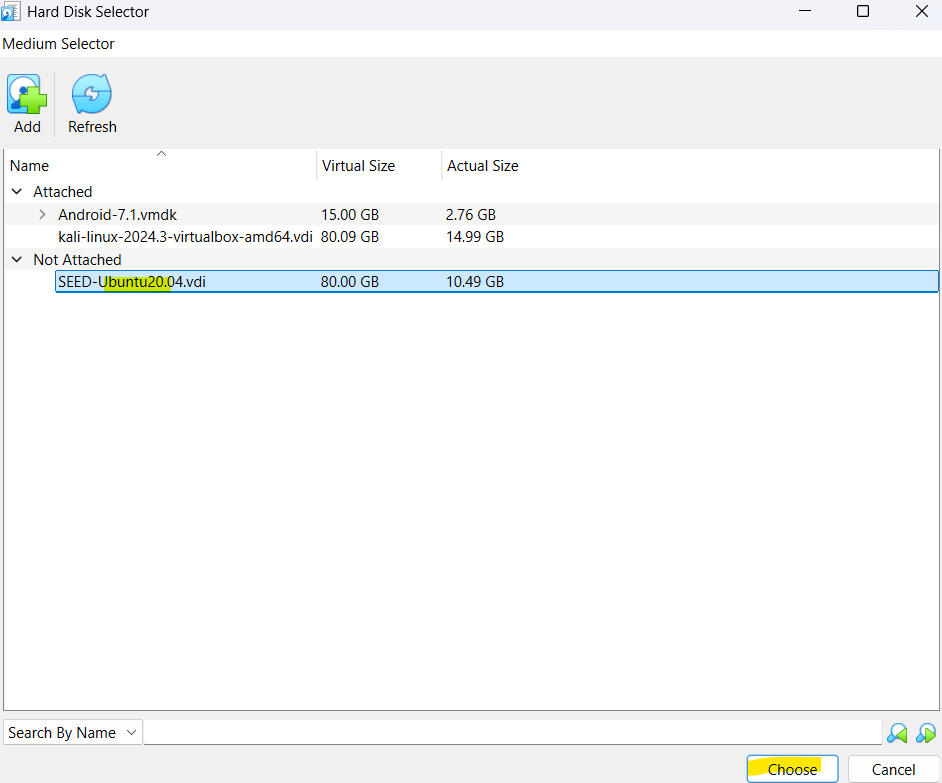 Hard Disk Selector
Medium Selector
Add Refresh
Name Virtual Size Actual Size
Attached
Android-7.1.vmdk 15.00 GB 2.76 GB
kali-linux-2024.3-virtualbox-amd64.vdi 80.09 GB 14.99 GB
Not Attached
SEED-Ubuntu20.04.vdi 80.00 GB 10.49 GB
Search By Name
Choose Cancel